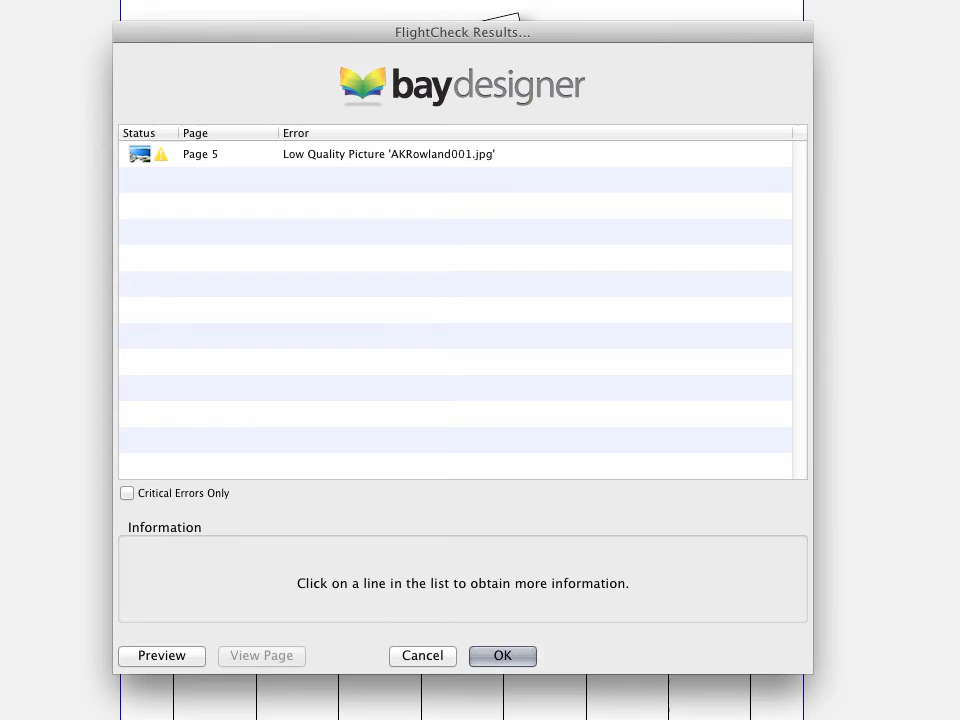 FlightCheck Results...
baydesigner
Status Page Error
Page 5 Low Quality Picture 'AKRowland001.jpg'
Critical Errors Only
Information
Click on a line in the list to obtain more information.
Preview View Page Cancel OK